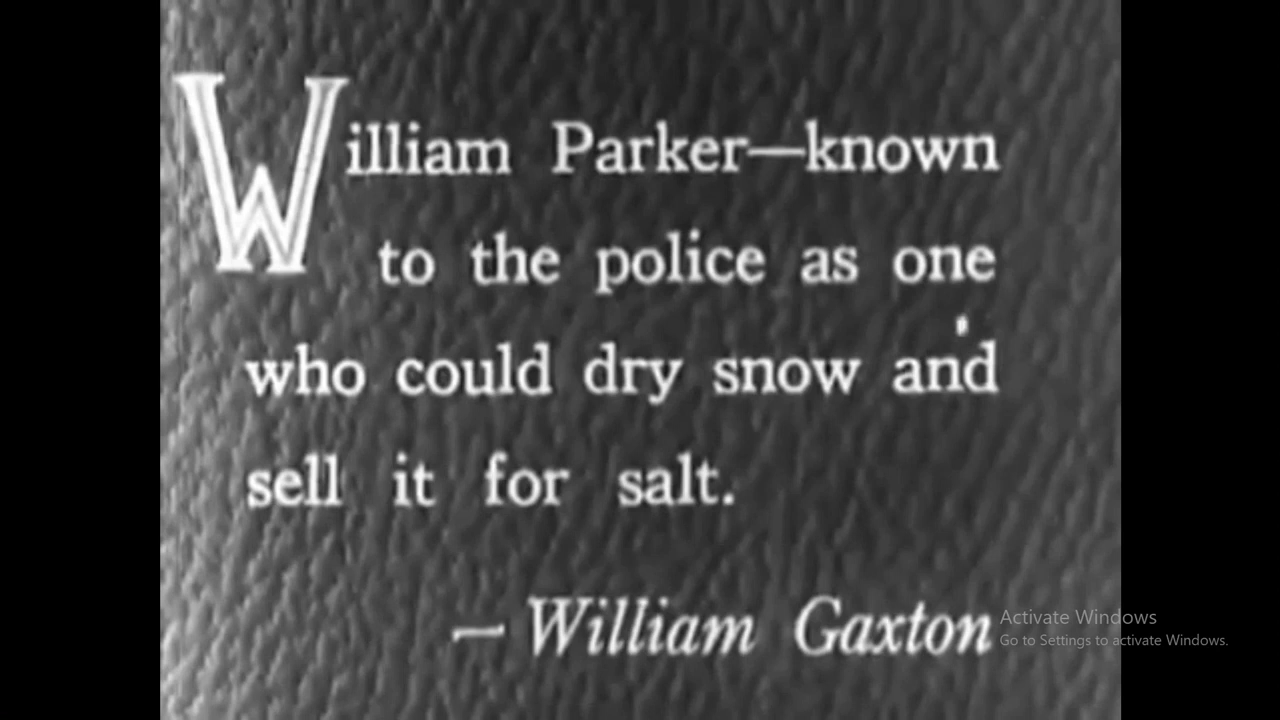 William Parker—known
to the police as one
who could dry snow and
sell it for salt.
— William Gaxton
Activate Windows
Go to Settings to activate Windows.